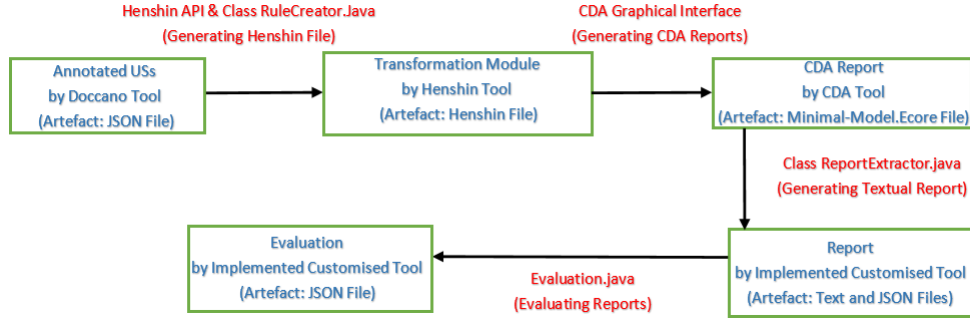 Henshin API & Class RuleCreator.Java
(Generating Henshin File)
CDA Graphical Interface
(Generating CDA Reports)
Annotated USs
by Doccano Tool
(Artefact: JSON File)
Transformation Module
by Henshin Tool
(Artefact: Henshin File)
CDA Report
by CDA Tool
(Artefact: Minimal-Model.Ecore File)
Class ReportExtractor.java
(Generating Textual Report)
Evaluation
by Implemented Customised Tool
(Artefact: JSON File)
Report
by Implemented Customised Tool
(Artefact: Text and JSON Files)
Evaluation.java
(Evaluating Reports)